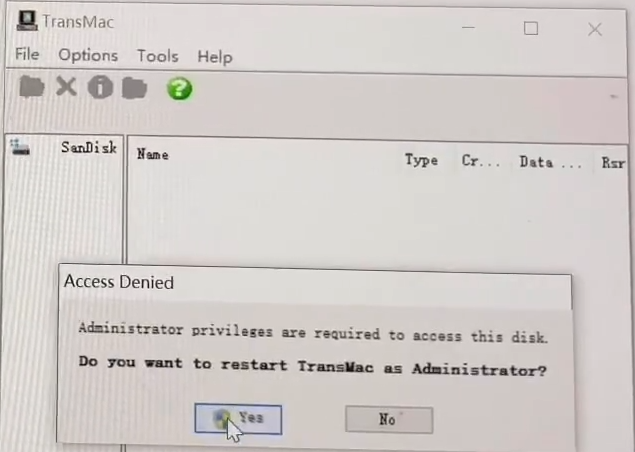 TransMac
File Options Tools Help
SanDisk
Name Type Cr... Data ... Rsr
Access Denied
Administrator privileges are required to access this disk.
Do you want to restart TransMac as Administrator?
Yes No